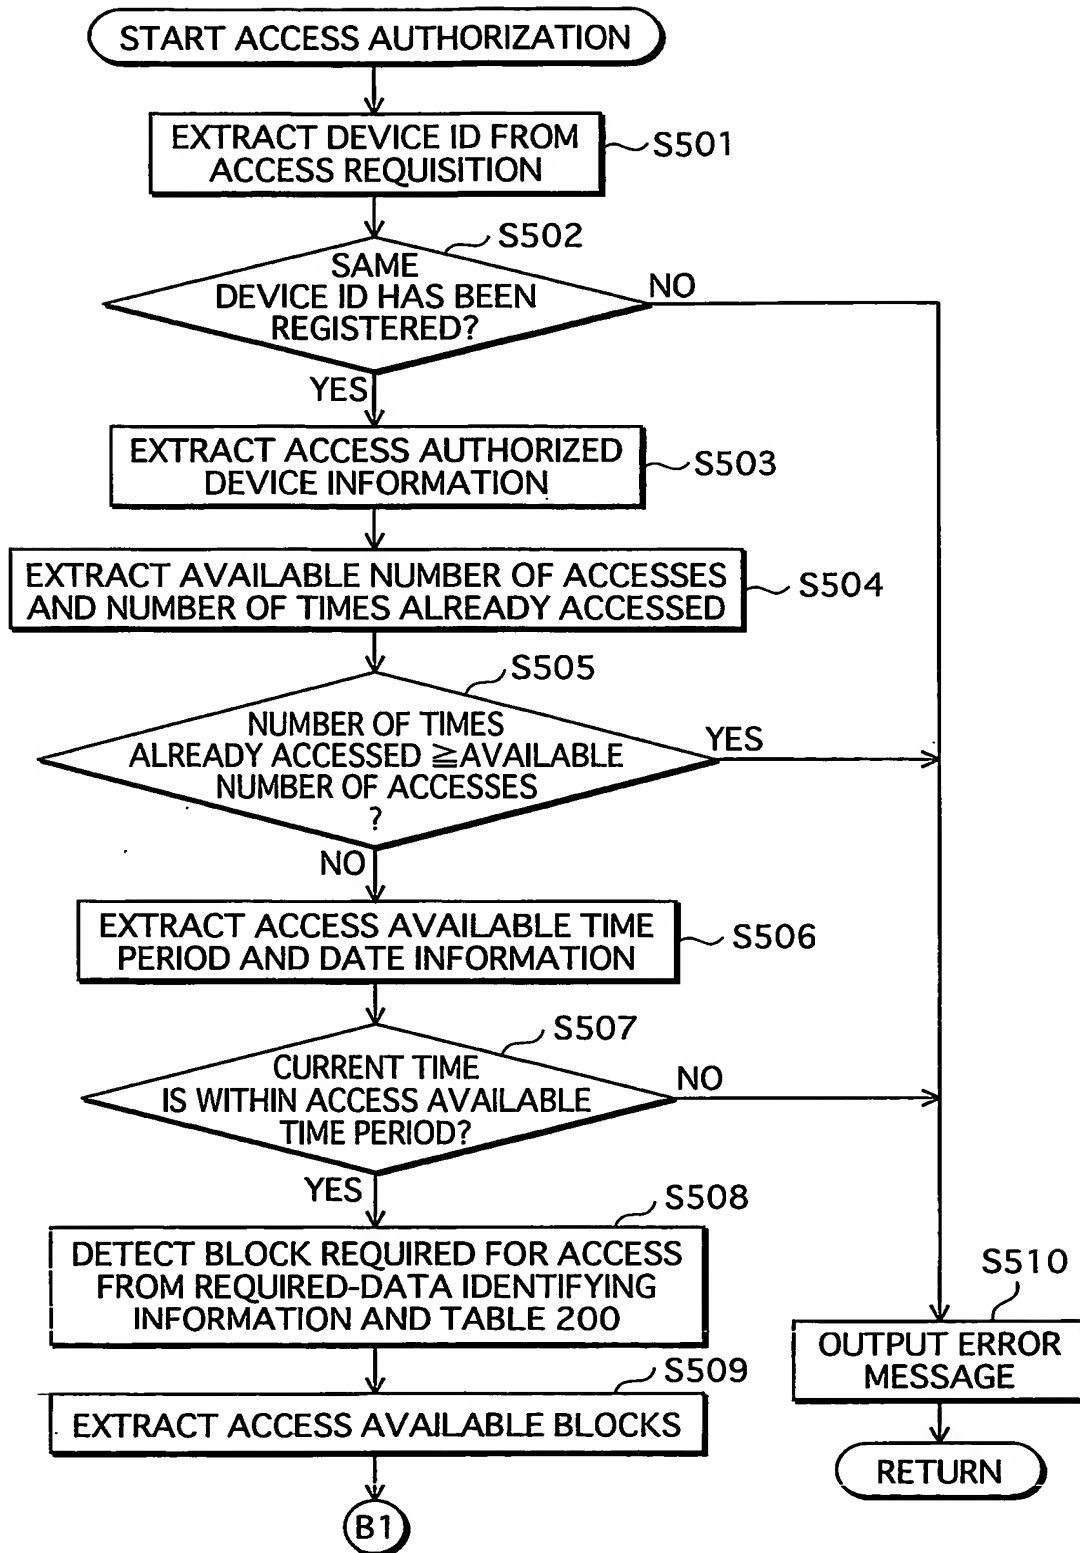 START ACCESS AUTHORIZATION
EXTRACT DEVICE ID FROM
ACCESS REQUISITION
S501
S502
SAME
DEVICE ID HAS BEEN
REGISTERED?
NO
YES
EXTRACT ACCESS AUTHORIZED
DEVICE INFORMATION
S503
EXTRACT AVAILABLE NUMBER OF ACCESSES
AND NUMBER OF TIMES ALREADY ACCESSED
S504
S505
NUMBER OF TIMES
ALREADY ACCESSED ≧AVAILABLE
NUMBER OF ACCESSES
?
YES
NO
EXTRACT ACCESS AVAILABLE TIME
PERIOD AND DATE INFORMATION
S506
S507
CURRENT TIME
IS WITHIN ACCESS AVAILABLE
TIME PERIOD?
NO
YES
S508
DETECT BLOCK REQUIRED FOR ACCESS
FROM REQUIRED-DATA IDENTIFYING
INFORMATION AND TABLE 200
S509
EXTRACT ACCESS AVAILABLE BLOCKS
B1
S510
OUTPUT ERROR
MESSAGE
RETURN